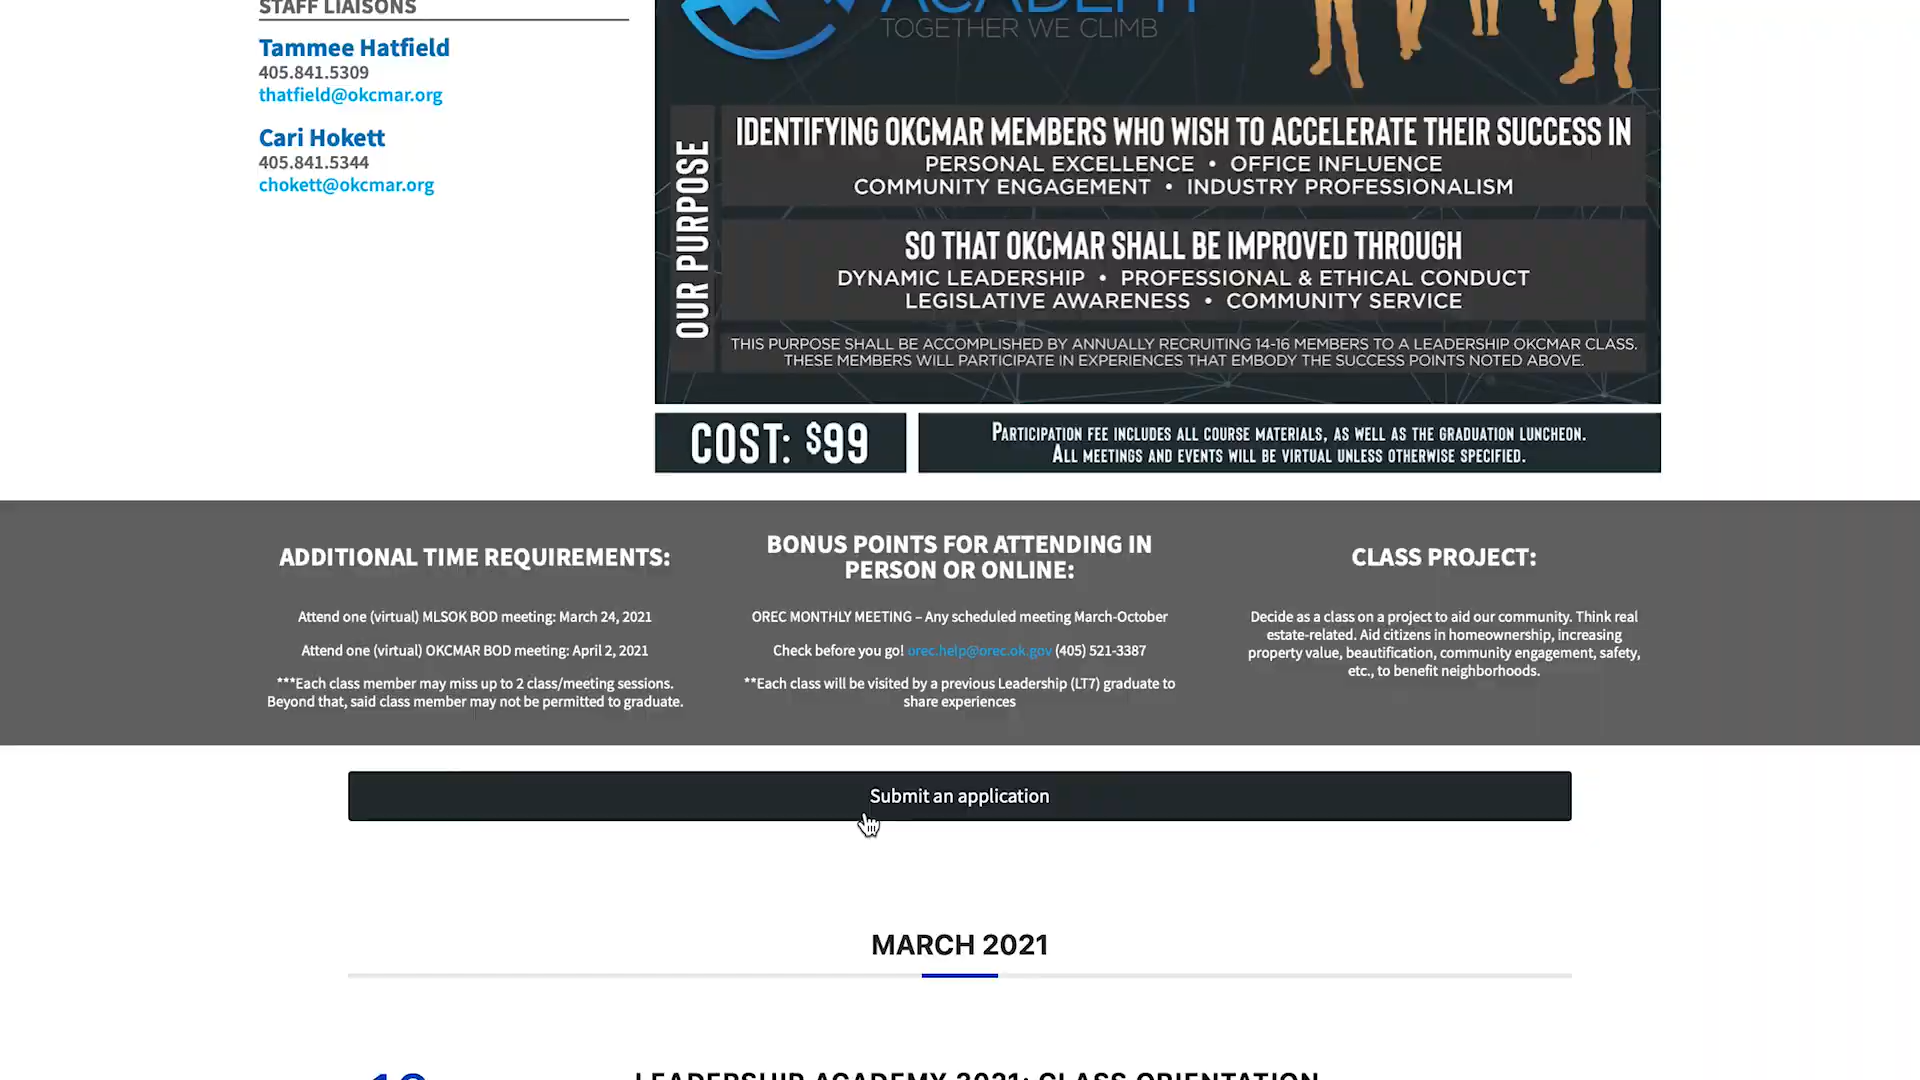 STAFF LIAISONS
Tammee Hatfield
405.841.5309
thatfield@okcmar.org
Cari Hokett
405.841.5344
chokett@okcmar.org
ACADEMY
TOGETHER WE CLIMB
OUR PURPOSE
IDENTIFYING OKCMAR MEMBERS WHO WISH TO ACCELERATE THEIR SUCCESS IN
PERSONAL EXCELLENCE • OFFICE INFLUENCE
COMMUNITY ENGAGEMENT • INDUSTRY PROFESSIONALISM
SO THAT OKCMAR SHALL BE IMPROVED THROUGH
DYNAMIC LEADERSHIP • PROFESSIONAL & ETHICAL CONDUCT
LEGISLATIVE AWARENESS • COMMUNITY SERVICE
THIS PURPOSE SHALL BE ACCOMPLISHED BY ANNUALLY RECRUITING 14-16 MEMBERS TO A LEADERSHIP OKCMAR CLASS.
THESE MEMBERS WILL PARTICIPATE IN EXPERIENCES THAT EMBODY THE SUCCESS POINTS NOTED ABOVE.
COST: $99
PARTICIPATION FEE INCLUDES ALL COURSE MATERIALS, AS WELL AS THE GRADUATION LUNCHEON.
ALL MEETINGS AND EVENTS WILL BE VIRTUAL UNLESS OTHERWISE SPECIFIED.
ADDITIONAL TIME REQUIREMENTS:
Attend one (virtual) MLSOK BOD meeting: March 24, 2021
Attend one (virtual) OKCMAR BOD meeting: April 2, 2021
***Each class member may miss up to 2 class/meeting sessions.
Beyond that, said class member may not be permitted to graduate.
BONUS POINTS FOR ATTENDING IN
PERSON OR ONLINE:
OREC MONTHLY MEETING – Any scheduled meeting March-October
Check before you go! orec.help@orec.ok.gov (405) 521-3387
**Each class will be visited by a previous Leadership (LT7) graduate to
share experiences
CLASS PROJECT:
Decide as a class on a project to aid our community. Think real
estate-related. Aid citizens in homeownership, increasing
property value, beautification, community engagement, safety,
etc., to benefit neighborhoods.
Submit an application
MARCH 2021
LEADERSHIP ACADEMY 2021: CLASS ORIENTATION